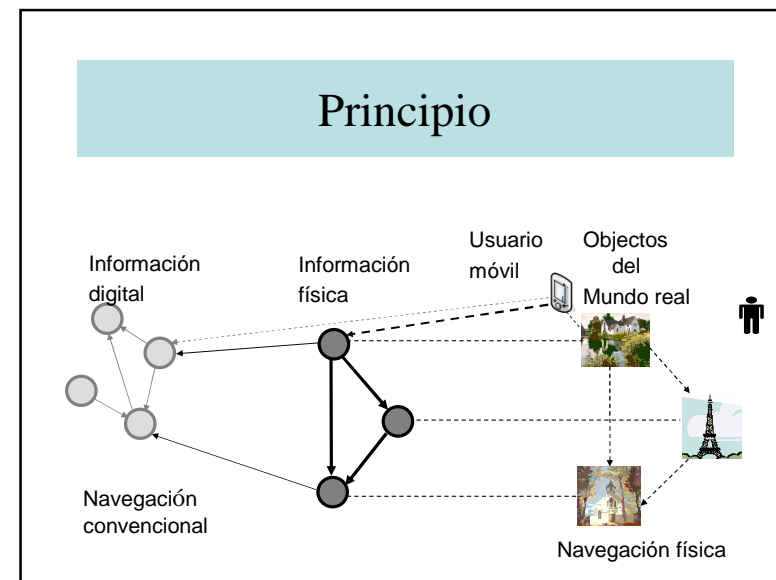 Principio
Información
digital
Información
física
Usuario
móvil
Objectos
del
Mundo real
Navegación
convencional
Navegación física